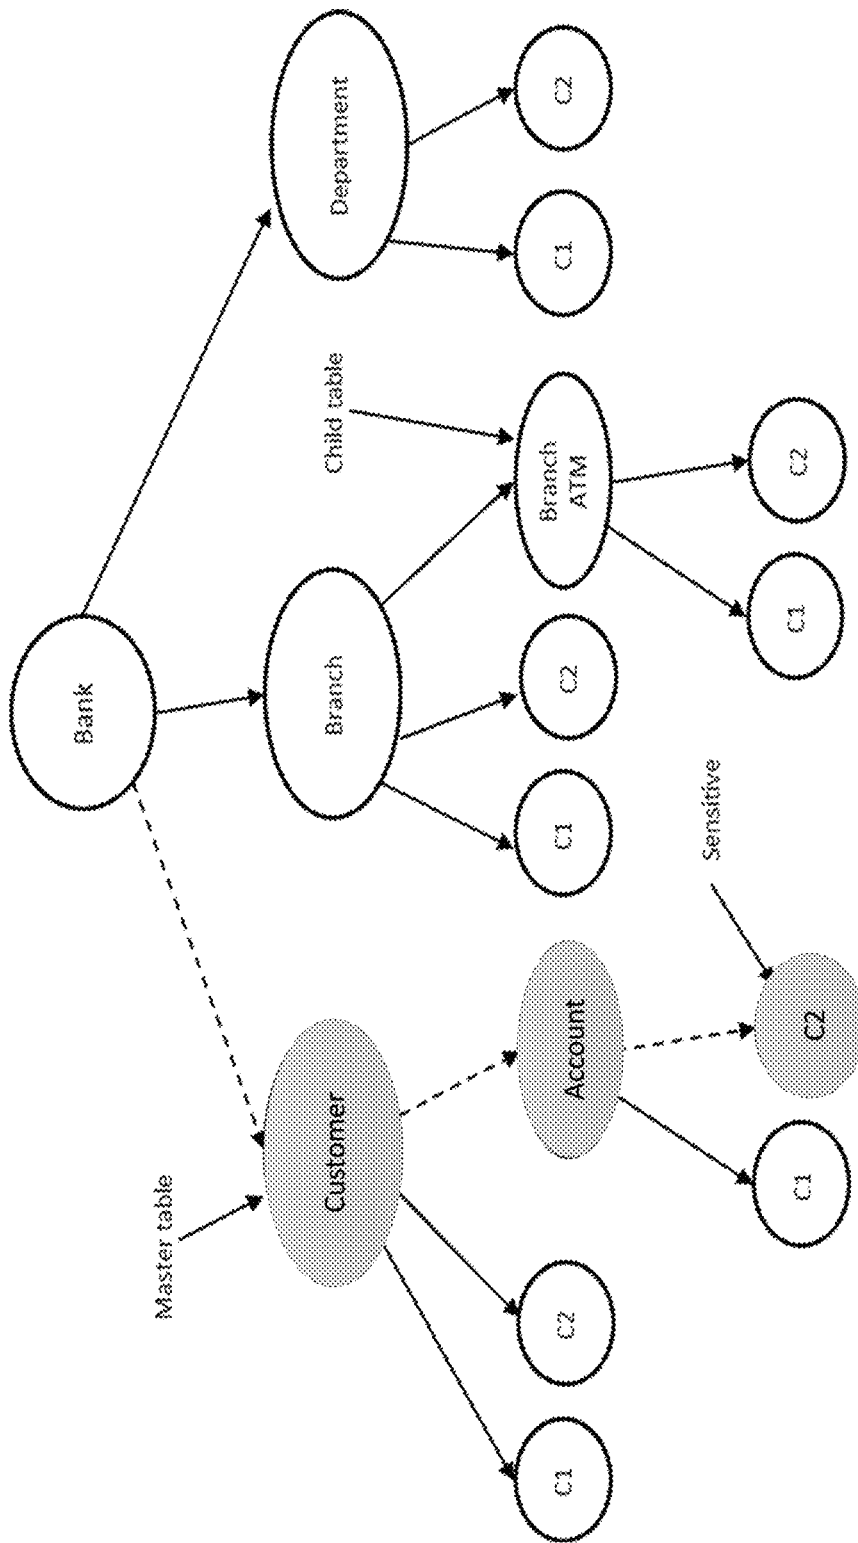 Bank
Master table
Customer
Branch
Child table
Department
C1
C2
Account
C1
C2
Branch
ATM
C1
C2
Sensitive
C1
C2
C1
C2